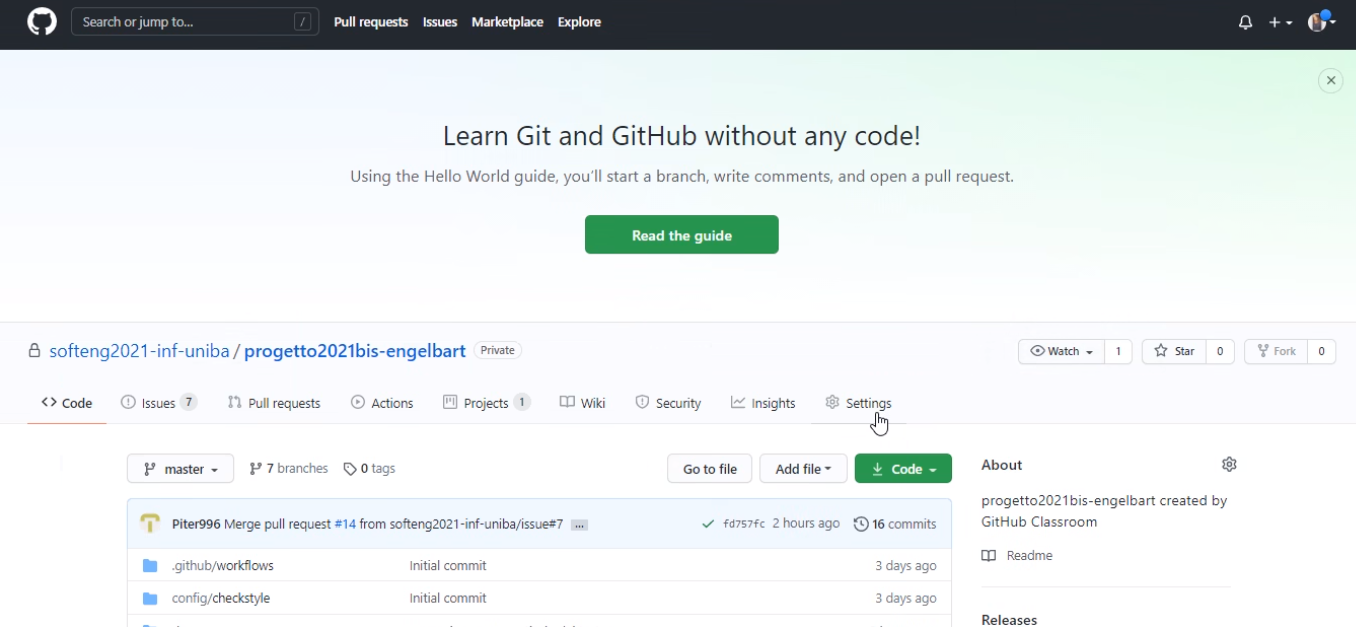 Search or jump to... / Pull requests Issues Marketplace Explore
Learn Git and GitHub without any code!
Using the Hello World guide, you'll start a branch, write comments, and open a pull request.
Read the guide
softeng2021-inf-uniba / progetto2021bis-engelbart Private Watch 1 Star 0 Fork 0
Code Issues 7 Pull requests Actions Projects 1 Wiki Security Insights Settings
master 7 branches 0 tags Go to file Add file Code About
progetto2021bis-engelbart created by
GitHub Classroom
Piter996 Merge pull request #14 from softeng2021-inf-uniba/issue#7 ... fd757fc 2 hours ago 16 commits
Readme
.github/workflows Initial commit 3 days ago
config/checkstyle Initial commit 3 days ago
Releases